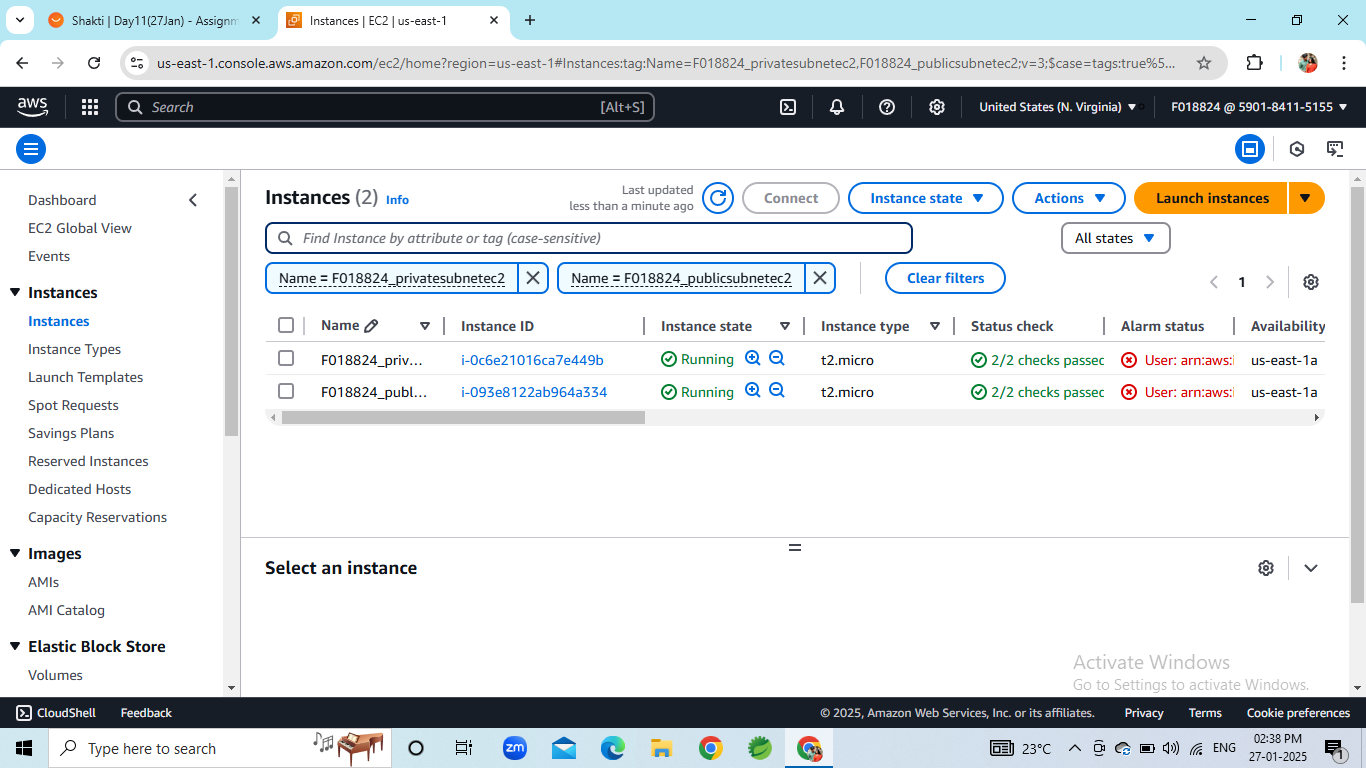 Shakti | Day11(27Jan) - Assignm
Instances | EC2 | us-east-1
us-east-1.console.aws.amazon.com/ec2/home?region=us-east-1#Instances:tag:Name=F018824_privatesubnetec2,F018824_publicsubnetec2;v=3;$case=tags:true%5...
aws
Search [Alt+S]
United States (N. Virginia)
F018824 @ 5901-8411-5155
Dashboard
EC2 Global View
Events
Instances
Instances
Instance Types
Launch Templates
Spot Requests
Savings Plans
Reserved Instances
Dedicated Hosts
Capacity Reservations
Images
AMIs
AMI Catalog
Elastic Block Store
Volumes
Instances (2) Info
Last updated
less than a minute ago
Connect
Instance state
Actions
Launch instances
Find Instance by attribute or tag (case-sensitive)
All states
Name = F018824_privatesubnetec2
Name = F018824_publicsubnetec2
Clear filters
1
Name Instance ID Instance state Instance type Status check Alarm status Availability
F018824_priv... i-0c6e21016ca7e449b Running t2.micro 2/2 checks passed User: arn:aws:i us-east-1a
F018824_publ... i-093e8122ab964a334 Running t2.micro 2/2 checks passed User: arn:aws:i us-east-1a
Select an instance
Activate Windows
Go to Settings to activate Windows.
CloudShell Feedback
© 2025, Amazon Web Services, Inc. or its affiliates. Privacy Terms Cookie preferences
Type here to search
zm
23°C
ENG
02:38 PM
27-01-2025
1